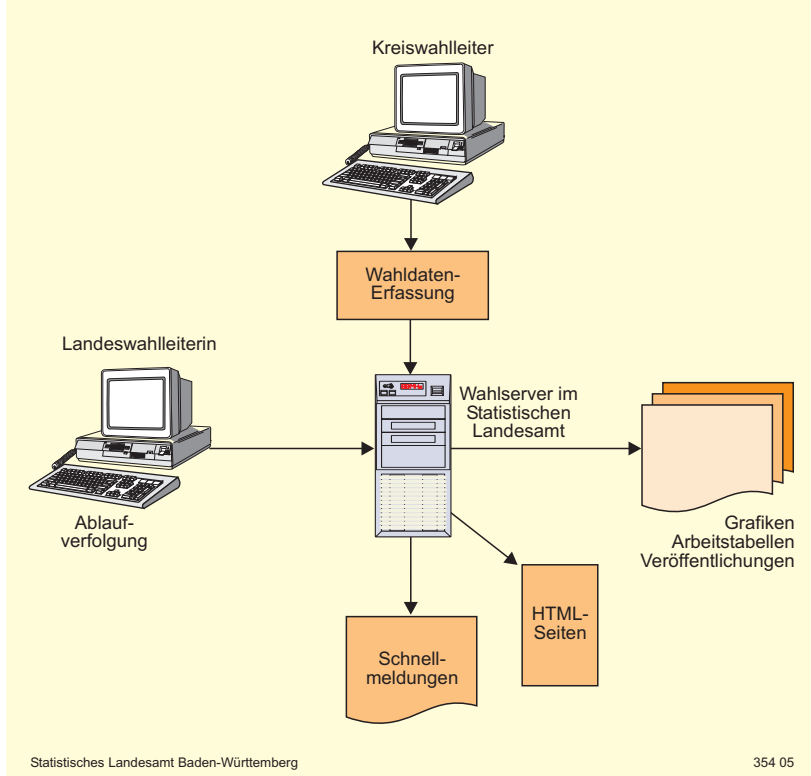 Kreiswahlleiter
Wahldaten-
Erfassung
Landeswahlleiterin
Wahlserver im
Statistischen
Landesamt
Ablauf-
verfolgung
Grafiken
Arbeitstabellen
Veröffentlichungen
HTML-
Seiten
Schnell-
meldungen
Statistisches Landesamt Baden-Württemberg
354 05